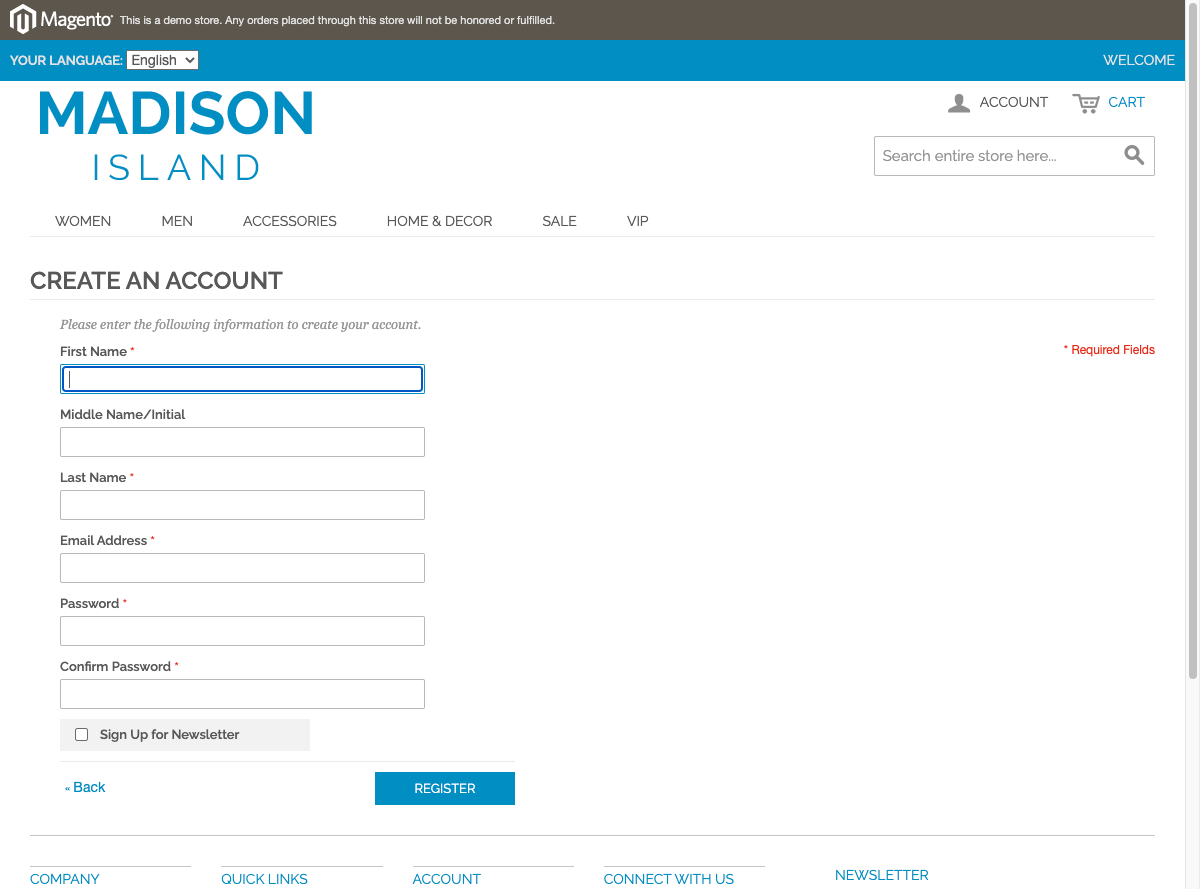 Magento This is a demo store. Any orders placed through this store will not be honored or fulfilled.
YOUR LANGUAGE: English WELCOME
MADISON
ISLAND
ACCOUNT CART
Search entire store here...
WOMEN MEN ACCESSORIES HOME & DECOR SALE VIP
CREATE AN ACCOUNT
Please enter the following information to create your account.
First Name *
* Required Fields
Middle Name/Initial
Last Name *
Email Address *
Password *
Confirm Password *
Sign Up for Newsletter
« Back REGISTER
COMPANY QUICK LINKS ACCOUNT CONNECT WITH US NEWSLETTER